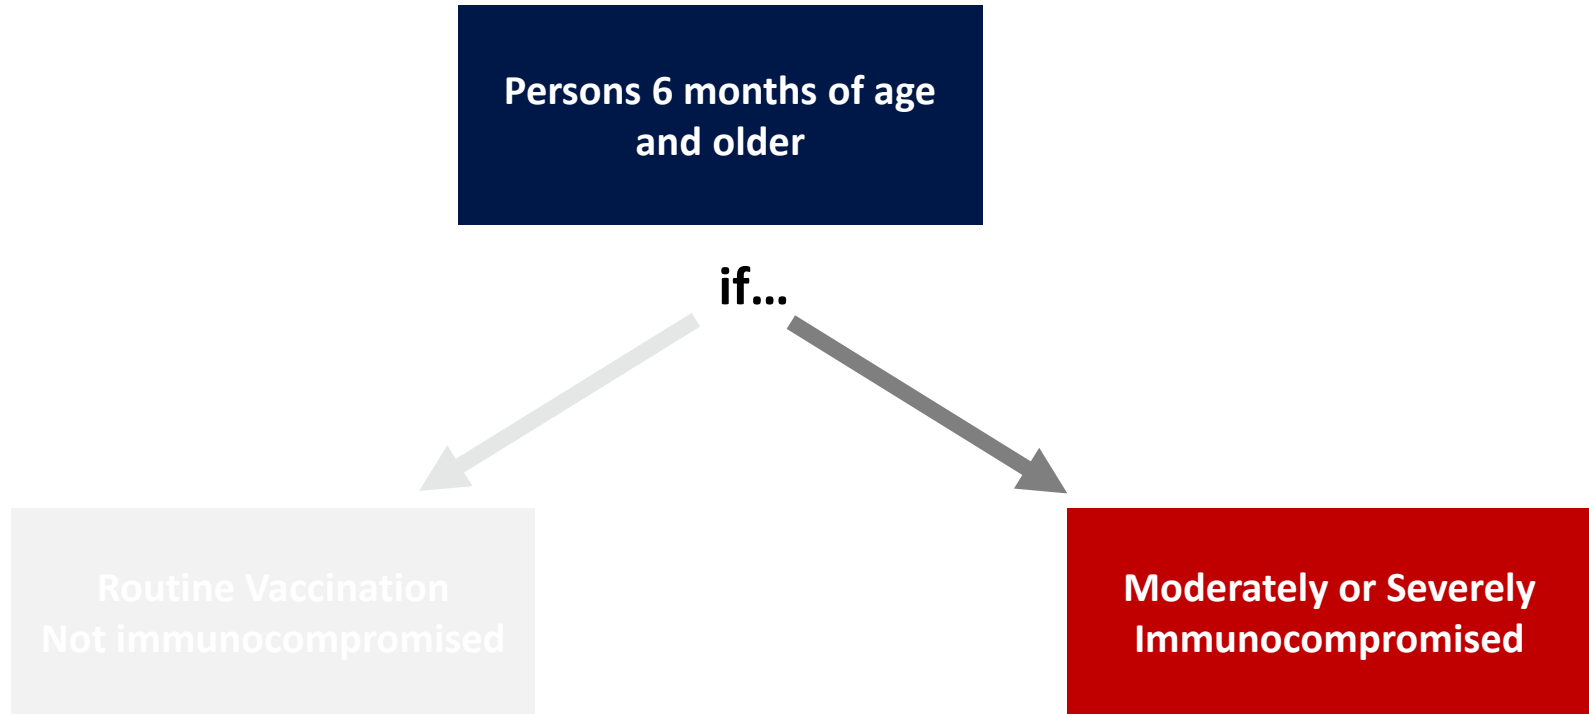 Persons 6 months of age
and older
if...
Routine Vaccination
Not immunocompromised
Moderately or Severely
Immunocompromised